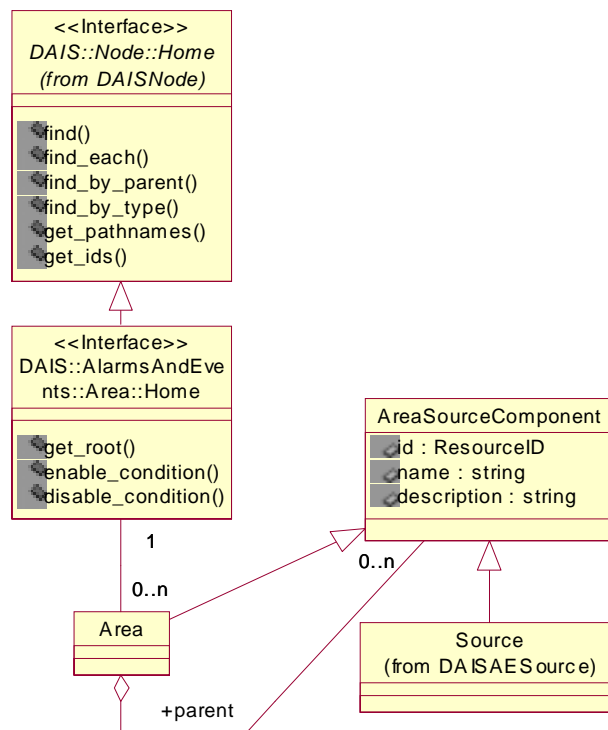 <<Interface>>
DAIS::Node::Home
(from DAISNode)
find()
find_each()
find_by_parent()
find_by_type()
get_pathnames()
get_ids()
<<Interface>>
DAIS::AlarmsAndEve
nts::Area::Home
get_root()
enable_condition()
disable_condition()
AreaSourceComponent
id : ResourceID
name : string
description : string
1
0..n
0..n
Area
Source
(from DAISAESource)
+parent